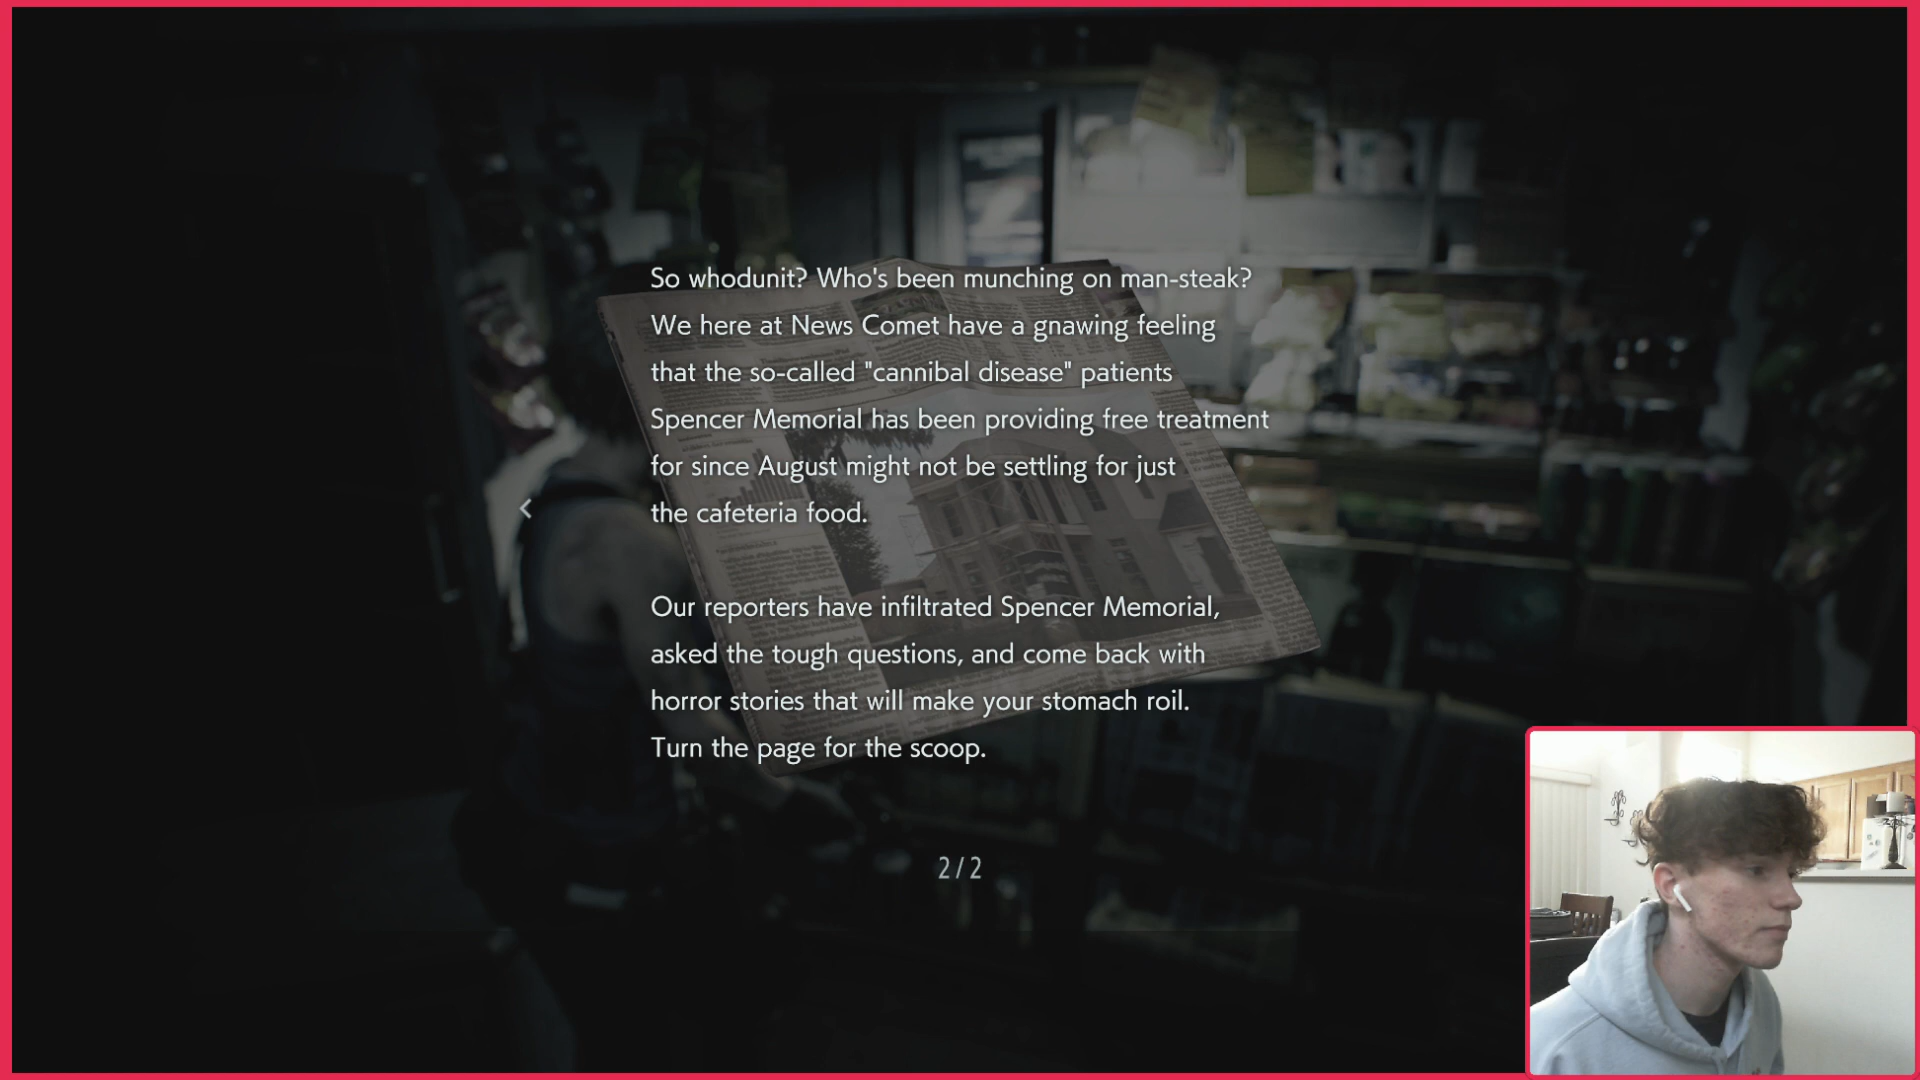 So whodunit? Who's been munching on man-steak?
We here at News Comet have a gnawing feeling
that the so-called "cannibal disease" patients
Spencer Memorial has been providing free treatment
for since August might not be settling for just
the cafeteria food.
Our reporters have infiltrated Spencer Memorial,
asked the tough questions, and come back with
horror stories that will make your stomach roil.
Turn the page for the scoop.
2/2